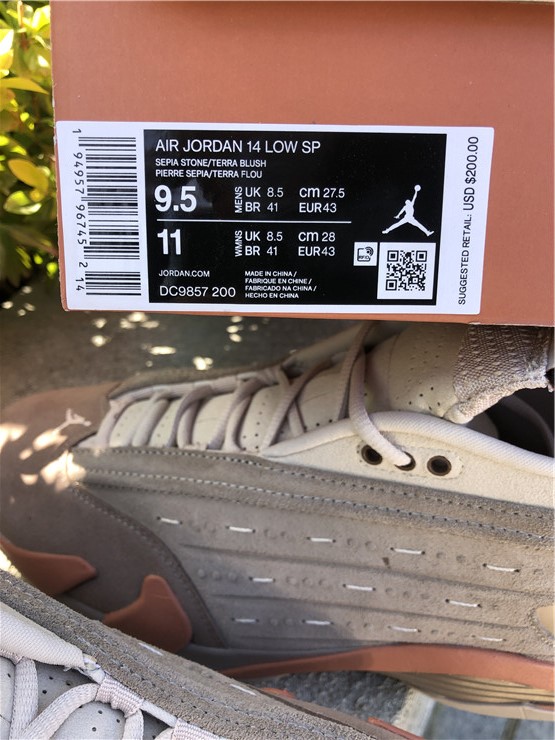 AIR JORDAN 14 LOW SP
SEPIA STONE/TERRA BLUSH
PIERRE SEPIA/TERRA FLOU
9.5 MENS UK 8.5 cm 27.5
BR 41 EUR43
11 WMNS UK 8.5 cm 28
BR 41 EUR43
JORDAN.COM
DC9857 200
MADE IN CHINA /
FABRIQUE EN CHINE /
FABRICADO NA CHINA /
HECHO EN CHINA
RFID
1 94957 96745 2 14
SUGGESTED RETAIL: USD $200.00